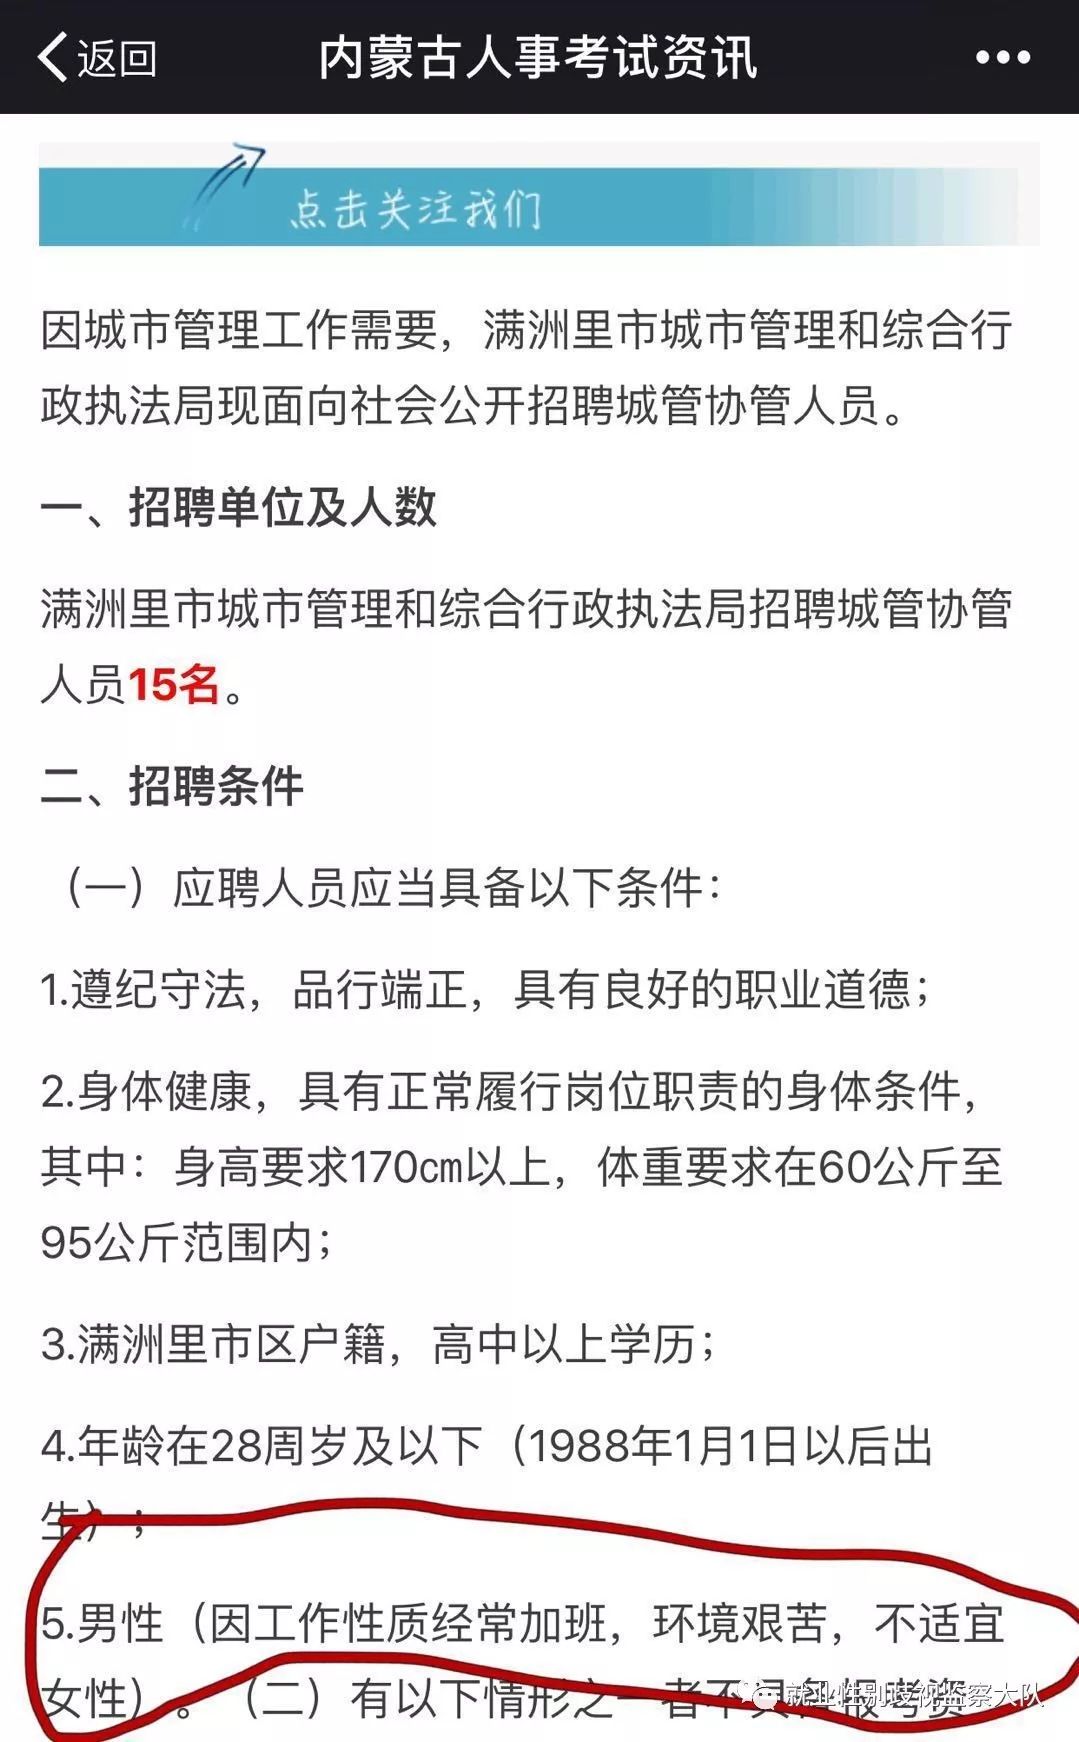 返回
内蒙古人事考试资讯
点击关注我们
因城市管理工作需要，满洲里市城市管理和综合行
政执法局现面向社会公开招聘城管协管人员。
一、招聘单位及人数
满洲里市城市管理和综合行政执法局招聘城管协管
人员15名。
二、招聘条件
（一）应聘人员应当具备以下条件：
1.遵纪守法，品行端正，具有良好的职业道德；
2.身体健康，具有正常履行岗位职责的身体条件，
其中：身高要求170㎝以上，体重要求在60公斤至
95公斤范围内；
3.满洲里市区户籍，高中以上学历；
4.年龄在28周岁及以下（1988年1月1日以后出
生）；
5.男性（因工作性质经常加班，环境艰苦，不适宜
女性）。（二）有以下情形之一者不具备报考资
就业性别歧视监察大队